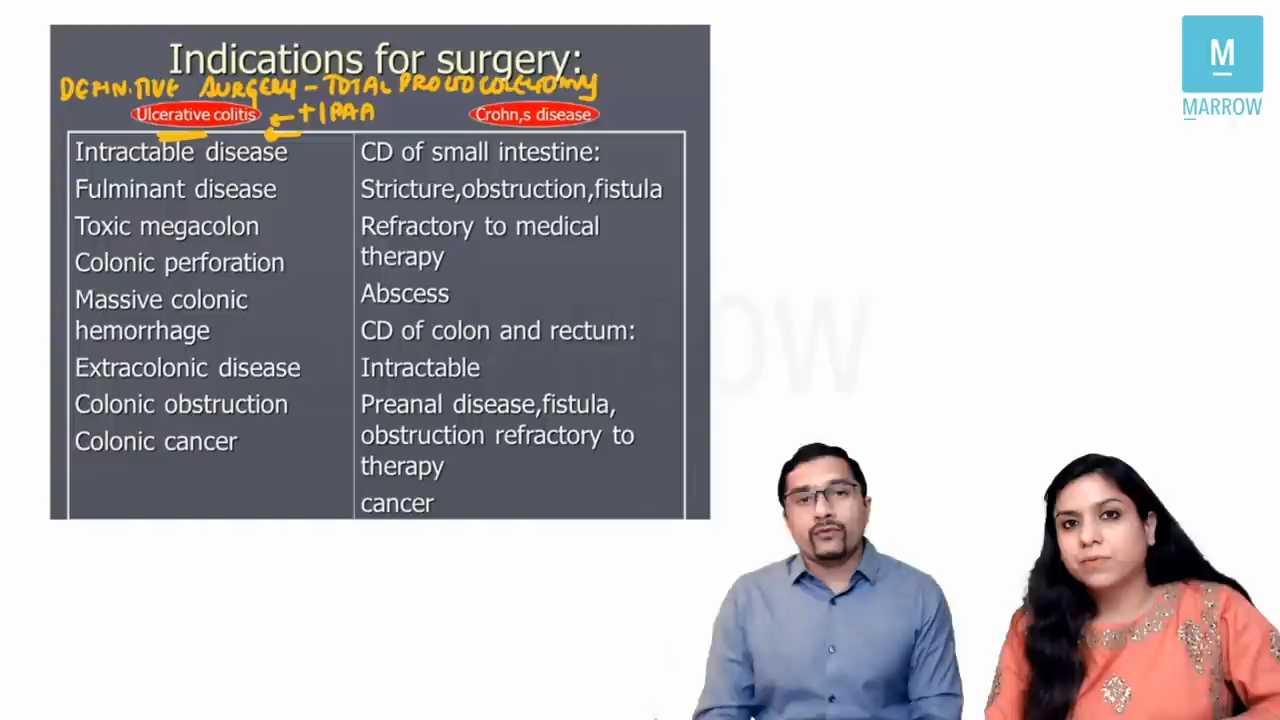 Indications for surgery:
DEFINITIVE SURGERY - TOTAL PROCTOCOLECTOMY
+ IPAA
Ulcerative colitis
Crohn,s disease
Intractable disease
Fulminant disease
Toxic megacolon
Colonic perforation
Massive colonic
hemorrhage
Extracolonic disease
Colonic obstruction
Colonic cancer
CD of small intestine:
Stricture,obstruction,fistula
Refractory to medical
therapy
Abscess
CD of colon and rectum:
Intractable
Preanal disease,fistula,
obstruction refractory to
therapy
cancer
M
MARROW
MARROW